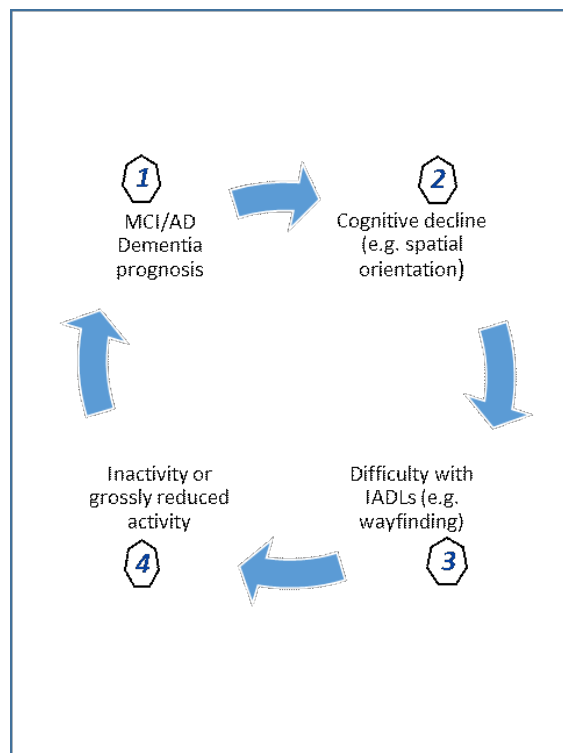 1
MCI/AD
Dementia
prognosis
2
Cognitive decline
(e.g. spatial
orientation)
Difficulty with
IADLs (e.g.
wayfinding)
3
Inactivity or
grossly reduced
activity
4